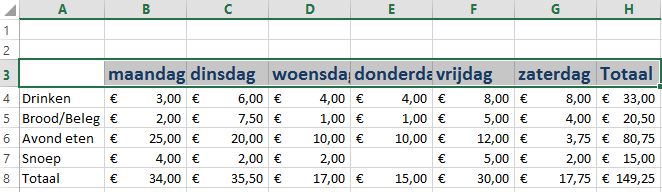 A B C D E F G H
1
2
3 maandag dinsdag woensda donderda vrijdag zaterdag Totaal
4 Drinken € 3,00 € 6,00 € 4,00 € 4,00 € 8,00 € 8,00 € 33,00
5 Brood/Beleg € 2,00 € 7,50 € 1,00 € 1,00 € 5,00 € 4,00 € 20,50
6 Avond eten € 25,00 € 20,00 € 10,00 € 10,00 € 12,00 € 3,75 € 80,75
7 Snoep € 4,00 € 2,00 € 2,00 € 5,00 € 2,00 € 15,00
8 Totaal € 34,00 € 35,50 € 17,00 € 15,00 € 30,00 € 17,75 € 149,25